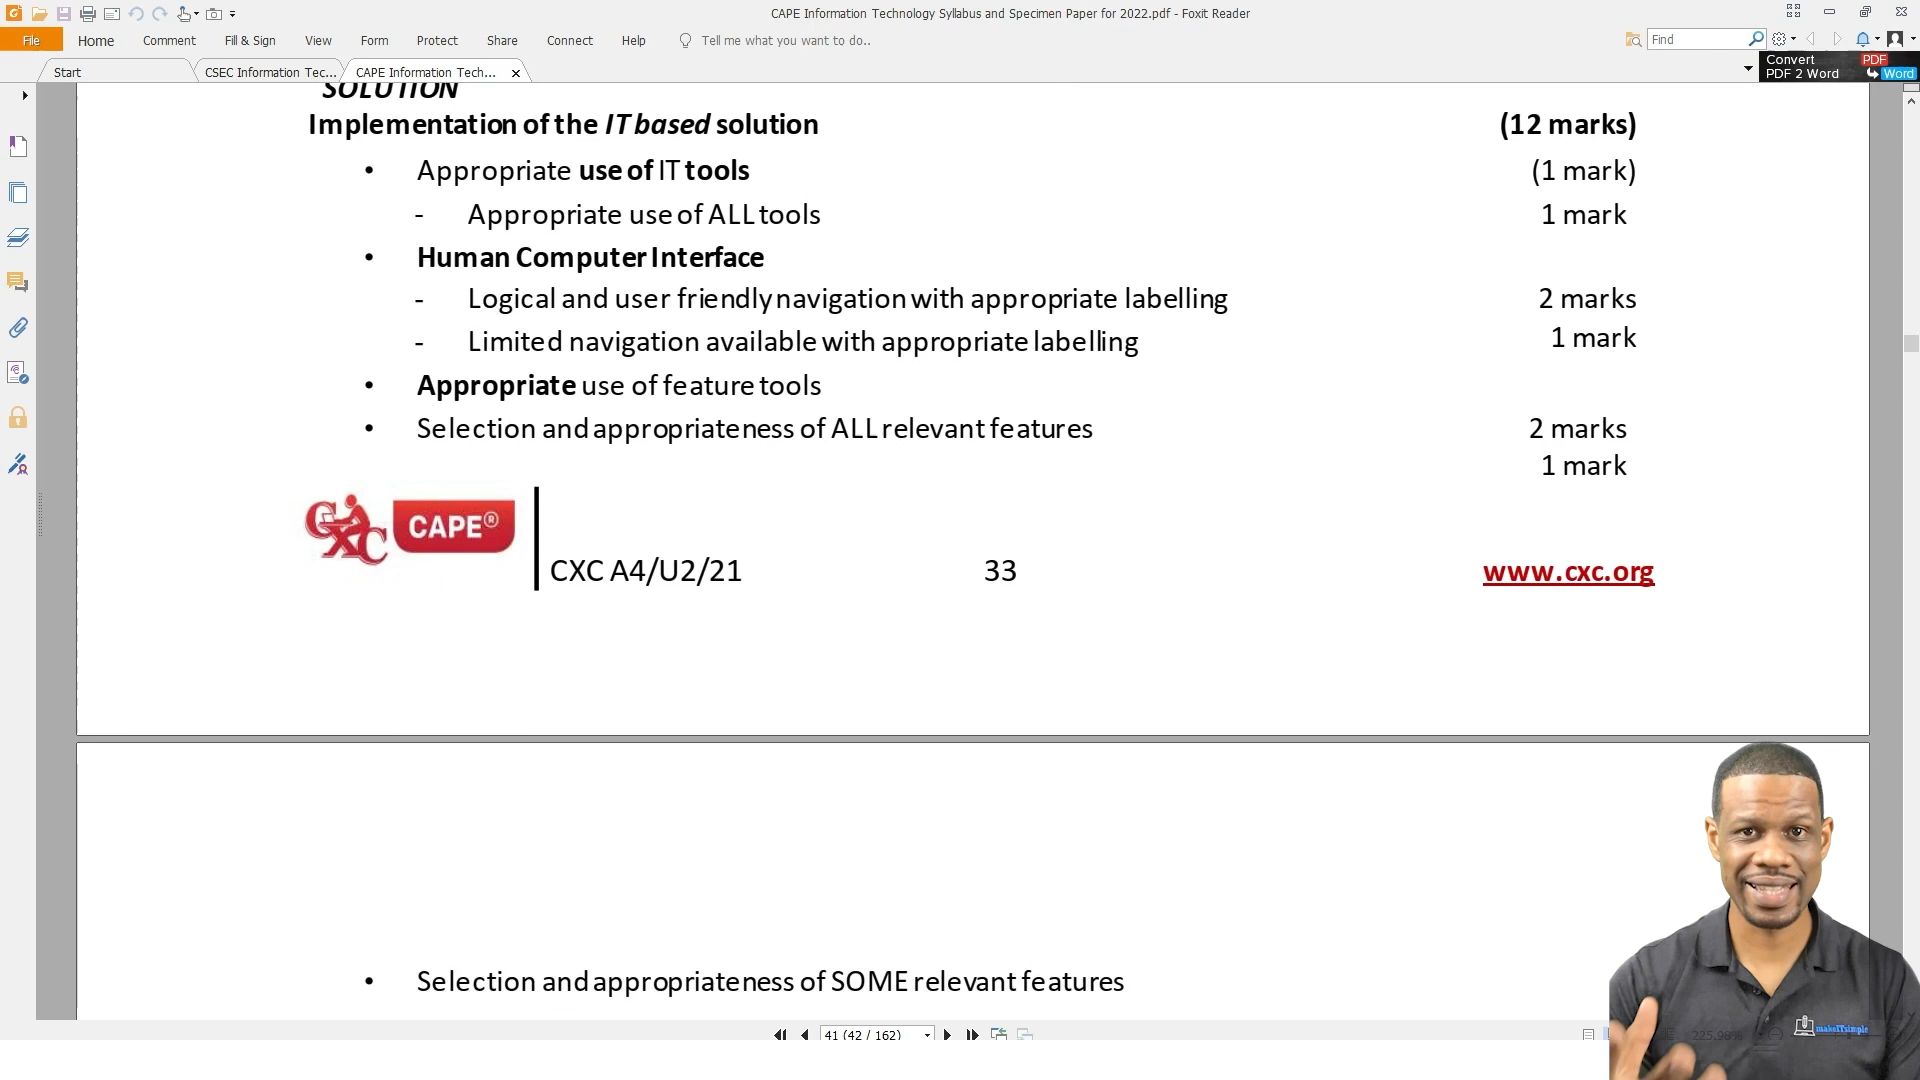 CAPE Information Technology Syllabus and Specimen Paper for 2022.pdf - Foxit Reader
File Home Comment Fill & Sign View Form Protect Share Connect Help Tell me what you want to do.. Find
Start CSEC Information Tec... CAPE Information Tech...
Convert PDF
PDF 2 Word Word
SOLUTION
Implementation of the IT based solution (12 marks)
• Appropriate use of IT tools (1 mark)
- Appropriate use of ALL tools 1 mark
• Human Computer Interface
- Logical and user friendly navigation with appropriate labelling 2 marks
- Limited navigation available with appropriate labelling 1 mark
• Appropriate use of feature tools
• Selection and appropriateness of ALL relevant features 2 marks
1 mark
CXC CAPE®
CXC A4/U2/21 33 www.cxc.org
• Selection and appropriateness of SOME relevant features
makeITsimple
41 (42 / 162) 225.98%